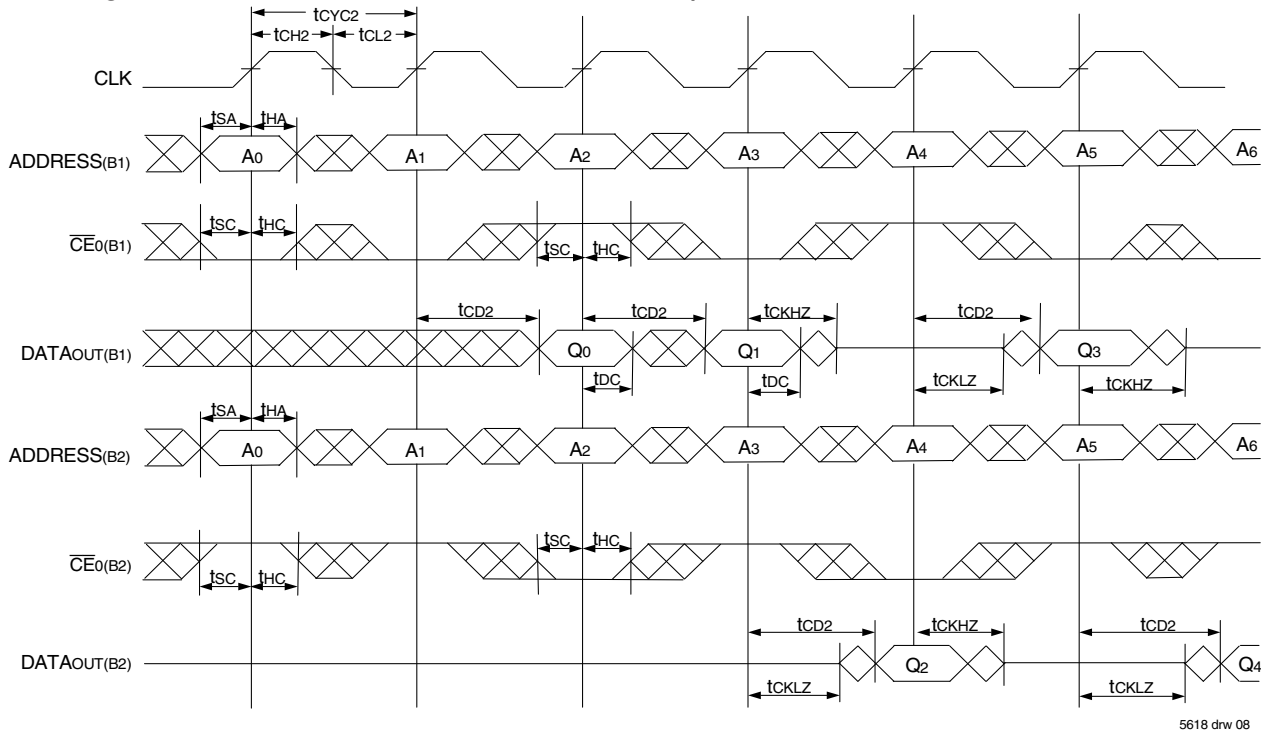 tCYC2
tCH2 tCL2
CLK
tSA tHA
ADDRESS(B1) A0 A1 A2 A3 A4 A5 A6
tSC tHC
CE0(B1)
tSC tHC
tCD2 tCD2 tCKHZ tCD2
DATAOUT(B1) Q0 Q1 Q3
tDC tDC tCKLZ tCKHZ
tSA tHA
ADDRESS(B2) A0 A1 A2 A3 A4 A5 A6
tSC tHC
CE0(B2)
tSC tHC
tCD2 tCKHZ tCD2
DATAOUT(B2) Q2 Q4
tCKLZ tCKLZ
5618 drw 08